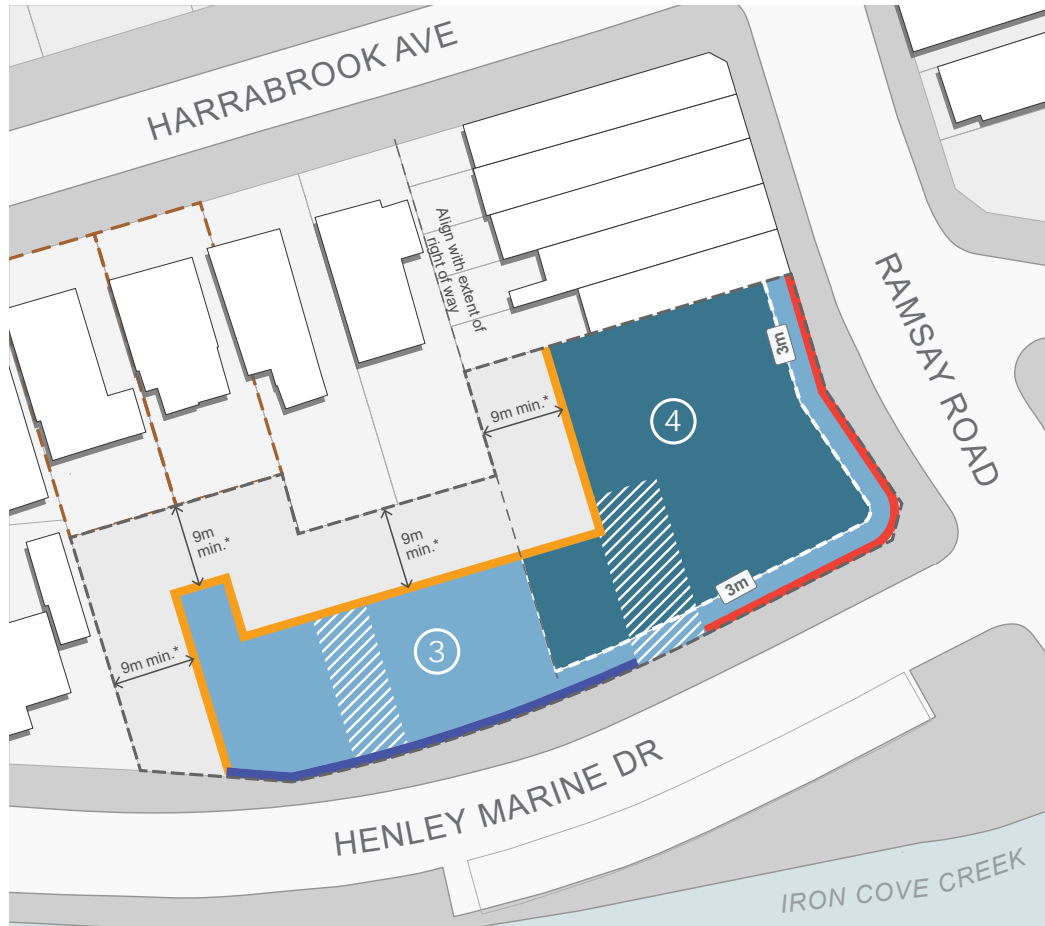 HARRABROOK AVE
Align with extent of
right of way
RAMSAY ROAD
3m
9m min.*
4
9m
min.*
9m
min.*
3m
3
9m min.*
HENLEY MARINE DR
IRON COVE CREEK